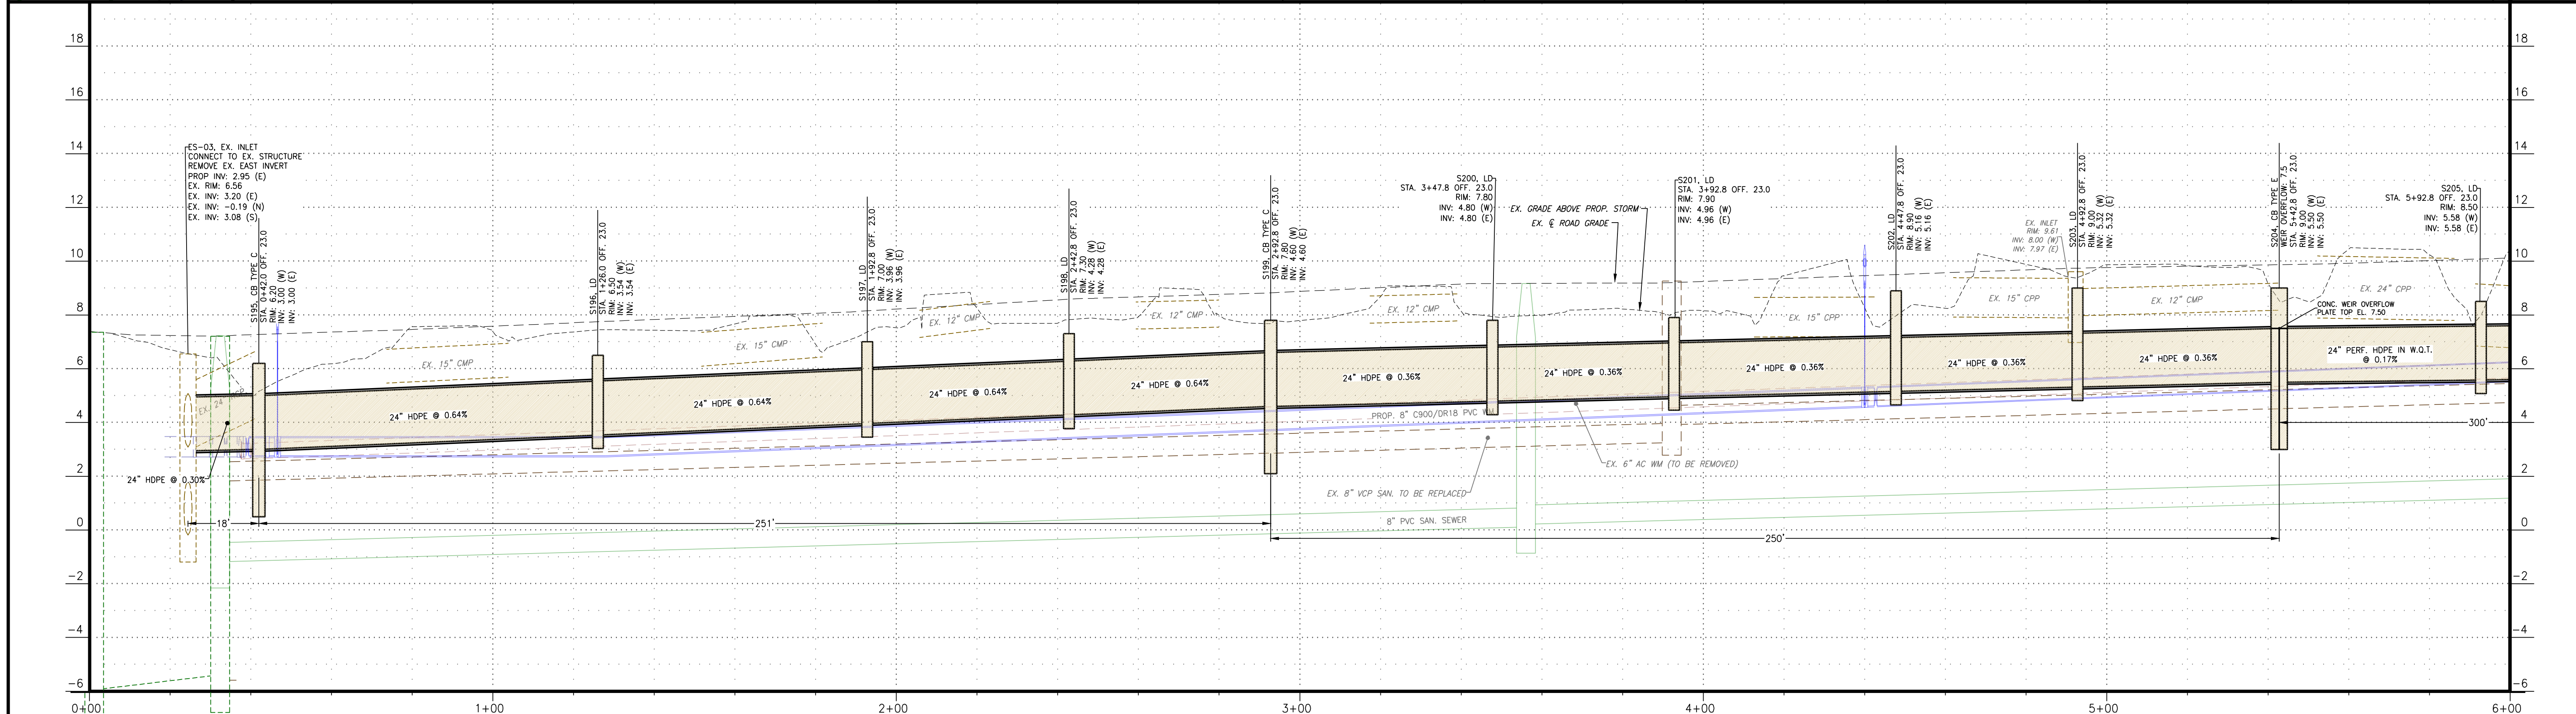 18
16
14
12
10
8
6
4
2
0
-2
-4
-6
18
16
14
12
10
8
6
4
2
0
-2
-4
-6
ES-03, EX. INLET
CONNECT TO EX. STRUCTURE
REMOVE EX. EAST INVERT
PROP INV: 2.95 (E)
EX. RIM: 6.56
EX. INV: 3.20 (E)
EX. INV: -0.19 (N)
EX. INV: 3.08 (S)
S195, CB TYPE C
STA. 0+42.0 OFF. 23.0
RIM: 6.20
INV: 3.00 (W)
INV: 3.00 (E)
S196, LD
STA. 1+26.0 OFF. 23.0
RIM: 6.50
INV: 3.54 (W)
INV: 3.54 (E)
S197, LD
STA. 1+92.8 OFF. 23.0
RIM: 7.00
INV: 3.96 (W)
INV: 3.96 (E)
S198, LD
STA. 2+42.8 OFF. 23.0
RIM: 7.30
INV: 4.28 (W)
INV: 4.28 (E)
S199, CB TYPE C
STA. 2+92.8 OFF. 23.0
RIM: 7.80
INV: 4.60 (W)
INV: 4.60 (E)
S200, LD
STA. 3+47.8 OFF. 23.0
RIM: 7.80
INV: 4.80 (W)
INV: 4.80 (E)
EX. GRADE ABOVE PROP. STORM
EX. ℄ ROAD GRADE
S201, LD
STA. 3+92.8 OFF. 23.0
RIM: 7.90
INV: 4.96 (W)
INV: 4.96 (E)
S202, LD
STA. 4+47.8 OFF. 23.0
RIM: 8.90
INV: 5.16 (W)
INV: 5.16 (E)
EX. INLET
RIM: 9.61
INV: 8.00 (W)
INV: 7.97 (E)
S203, LD
STA. 4+92.8 OFF. 23.0
RIM: 9.00
INV: 5.32 (W)
INV: 5.32 (E)
S204, CB TYPE E
WEIR OVERFLOW: 7.5
STA. 5+42.8 OFF. 23.0
RIM: 9.00
INV: 5.50 (W)
INV: 5.50 (E)
S205, LD
STA. 5+92.8 OFF. 23.0
RIM: 8.50
INV: 5.58 (W)
INV: 5.58 (E)
CONC. WEIR OVERFLOW
PLATE TOP EL. 7.50
EX. 15" CMP
EX. 15" CMP
EX. 12" CMP
EX. 12" CMP
EX. 12" CMP
EX. 15" CPP
EX. 15" CPP
EX. 12" CMP
EX. 24" CPP
EX. 24"
24" HDPE @ 0.30%
24" HDPE @ 0.64%
24" HDPE @ 0.64%
24" HDPE @ 0.64%
24" HDPE @ 0.64%
24" HDPE @ 0.36%
24" HDPE @ 0.36%
24" HDPE @ 0.36%
24" HDPE @ 0.36%
24" HDPE @ 0.36%
24" PERF. HDPE IN W.Q.T.
@ 0.17%
PROP. 8" C900/DR18 PVC WM
EX. 6" AC WM (TO BE REMOVED)
EX. 8" VCP SAN. TO BE REPLACED
8" PVC SAN. SEWER
18'
251'
250'
300'
0+00
1+00
2+00
3+00
4+00
5+00
6+00